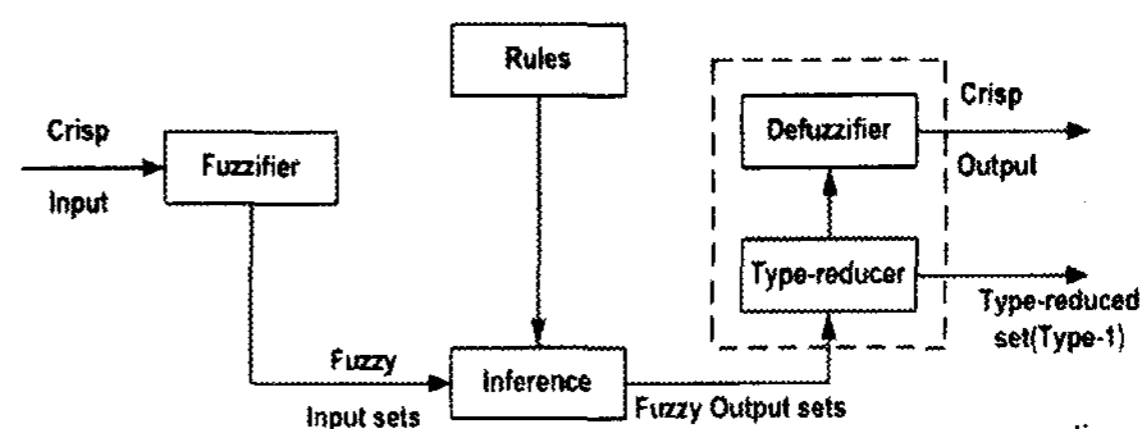 Rules
Crisp
Input
Fuzzifier
Defuzzifier
Crisp
Output
Type-reducer
Type-reduced
set(Type-1)
Fuzzy
Input sets
Inference
Fuzzy Output sets